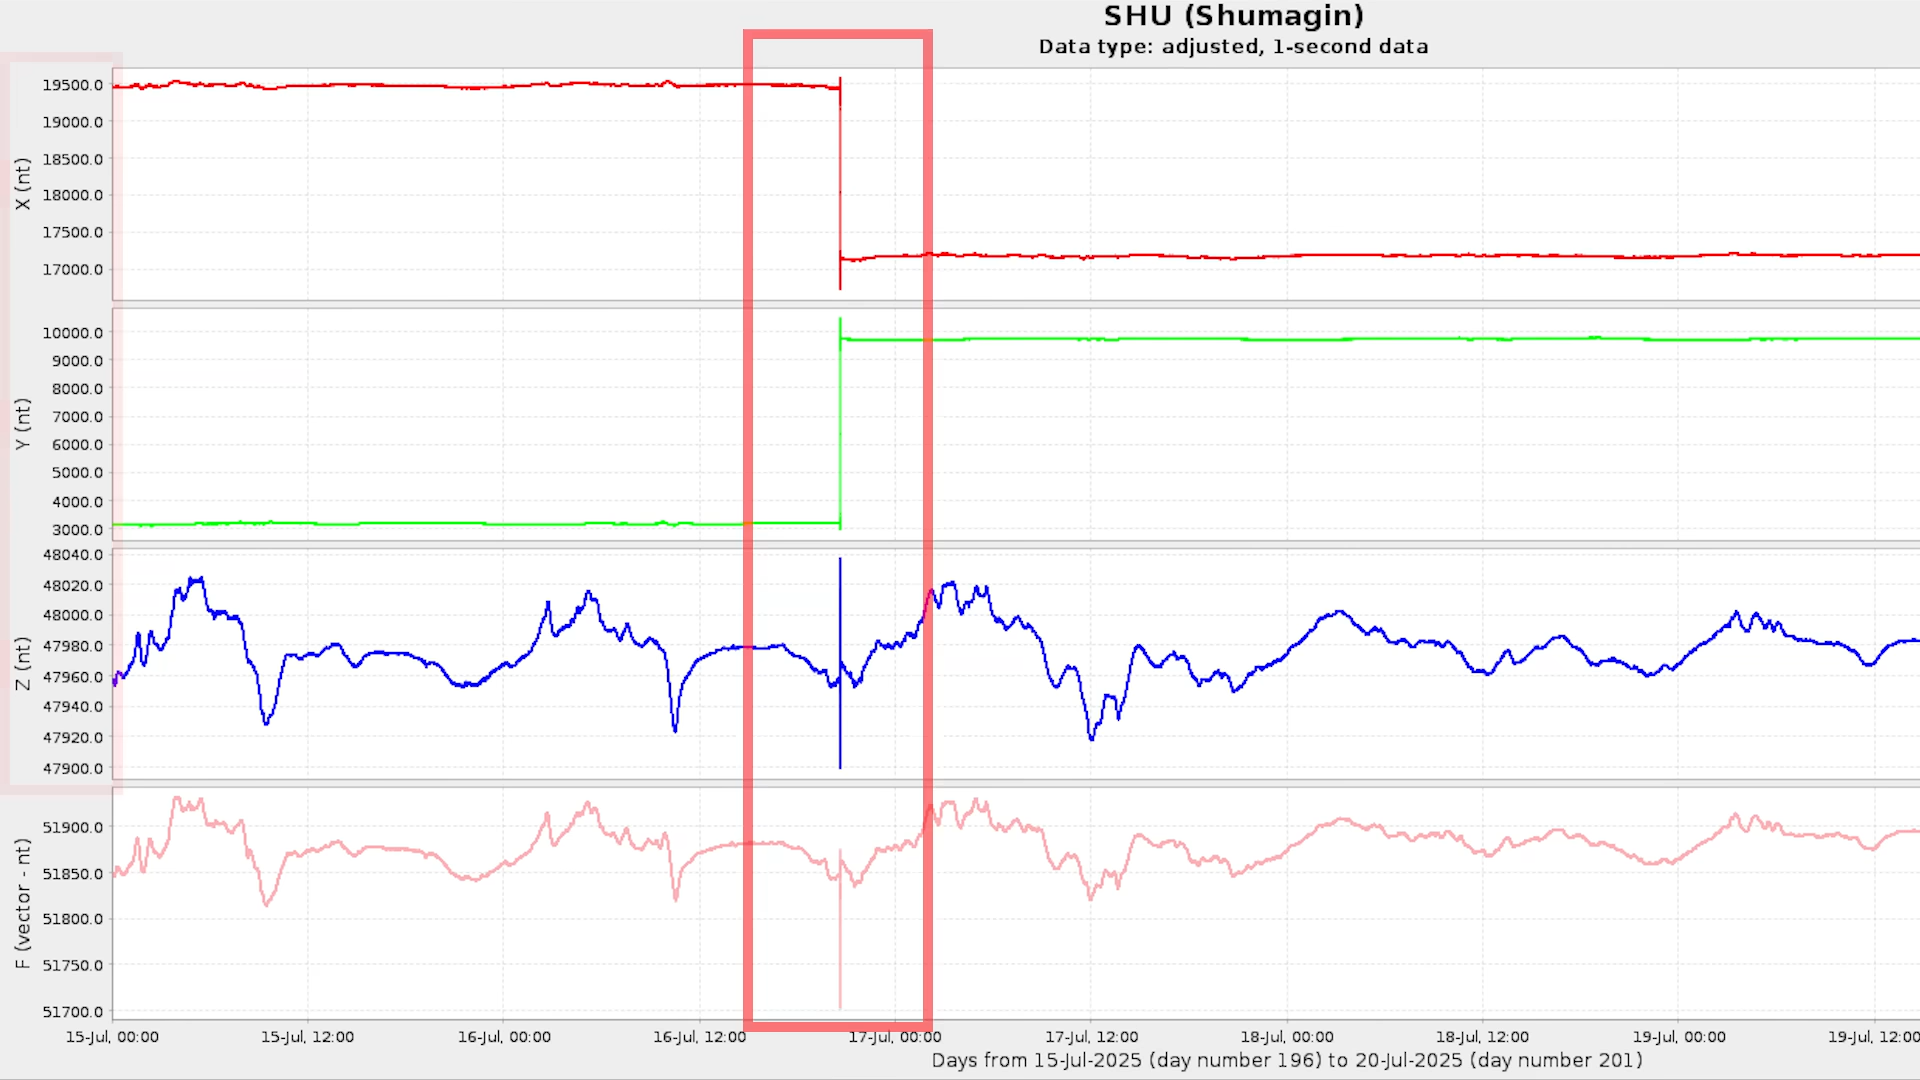 SHU (Shumagin)
Data type: adjusted, 1-second data
X (nt)
19500.0
19000.0
18500.0
18000.0
17500.0
17000.0
Y (nt)
10000.0
9000.0
8000.0
7000.0
6000.0
5000.0
4000.0
3000.0
Z (nt)
48040.0
48020.0
48000.0
47980.0
47960.0
47940.0
47920.0
47900.0
F (vector - nt)
51900.0
51850.0
51800.0
51750.0
51700.0
15-Jul, 00:00
15-Jul, 12:00
16-Jul, 00:00
16-Jul, 12:00
17-Jul, 00:00
17-Jul, 12:00
18-Jul, 00:00
18-Jul, 12:00
19-Jul, 00:00
19-Jul, 12:00
Days from 15-Jul-2025 (day number 196) to 20-Jul-2025 (day number 201)